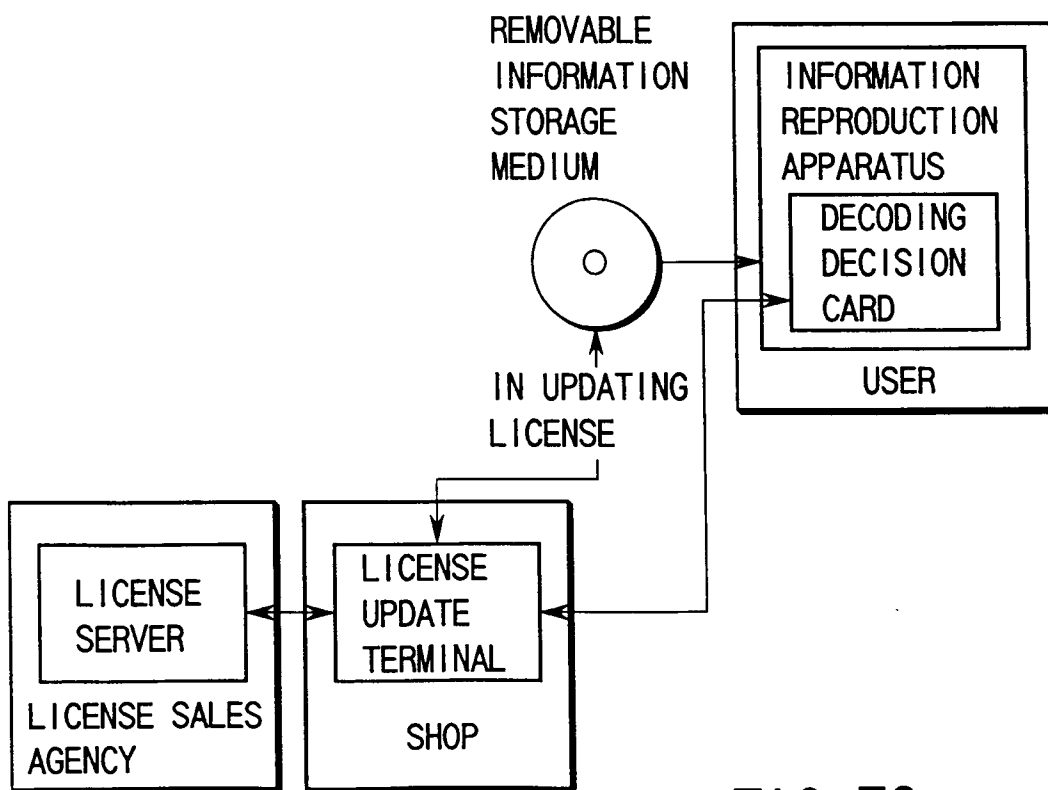 REMOVABLE
INFORMATION
STORAGE
MEDIUM
INFORMATION
REPRODUCTION
APPARATUS
DECODING
DECISION
CARD
USER
IN UPDATING
LICENSE
LICENSE
SERVER
LICENSE SALES
AGENCY
LICENSE
UPDATE
TERMINAL
SHOP